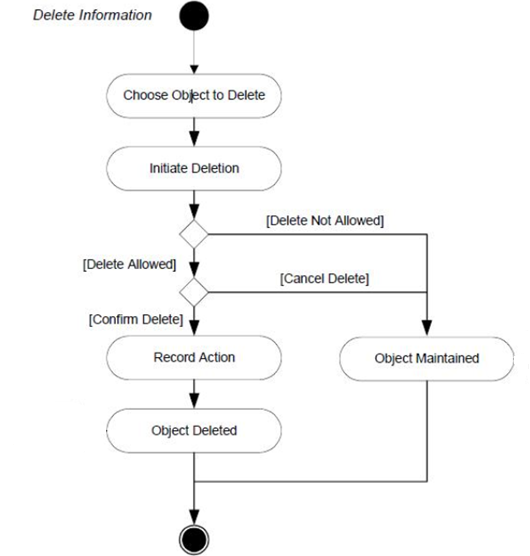 Delete Information
Choose Object to Delete
Initiate Deletion
[Delete Not Allowed]
[Delete Allowed]
[Cancel Delete]
[Confirm Delete]
Record Action
Object Maintained
Object Deleted